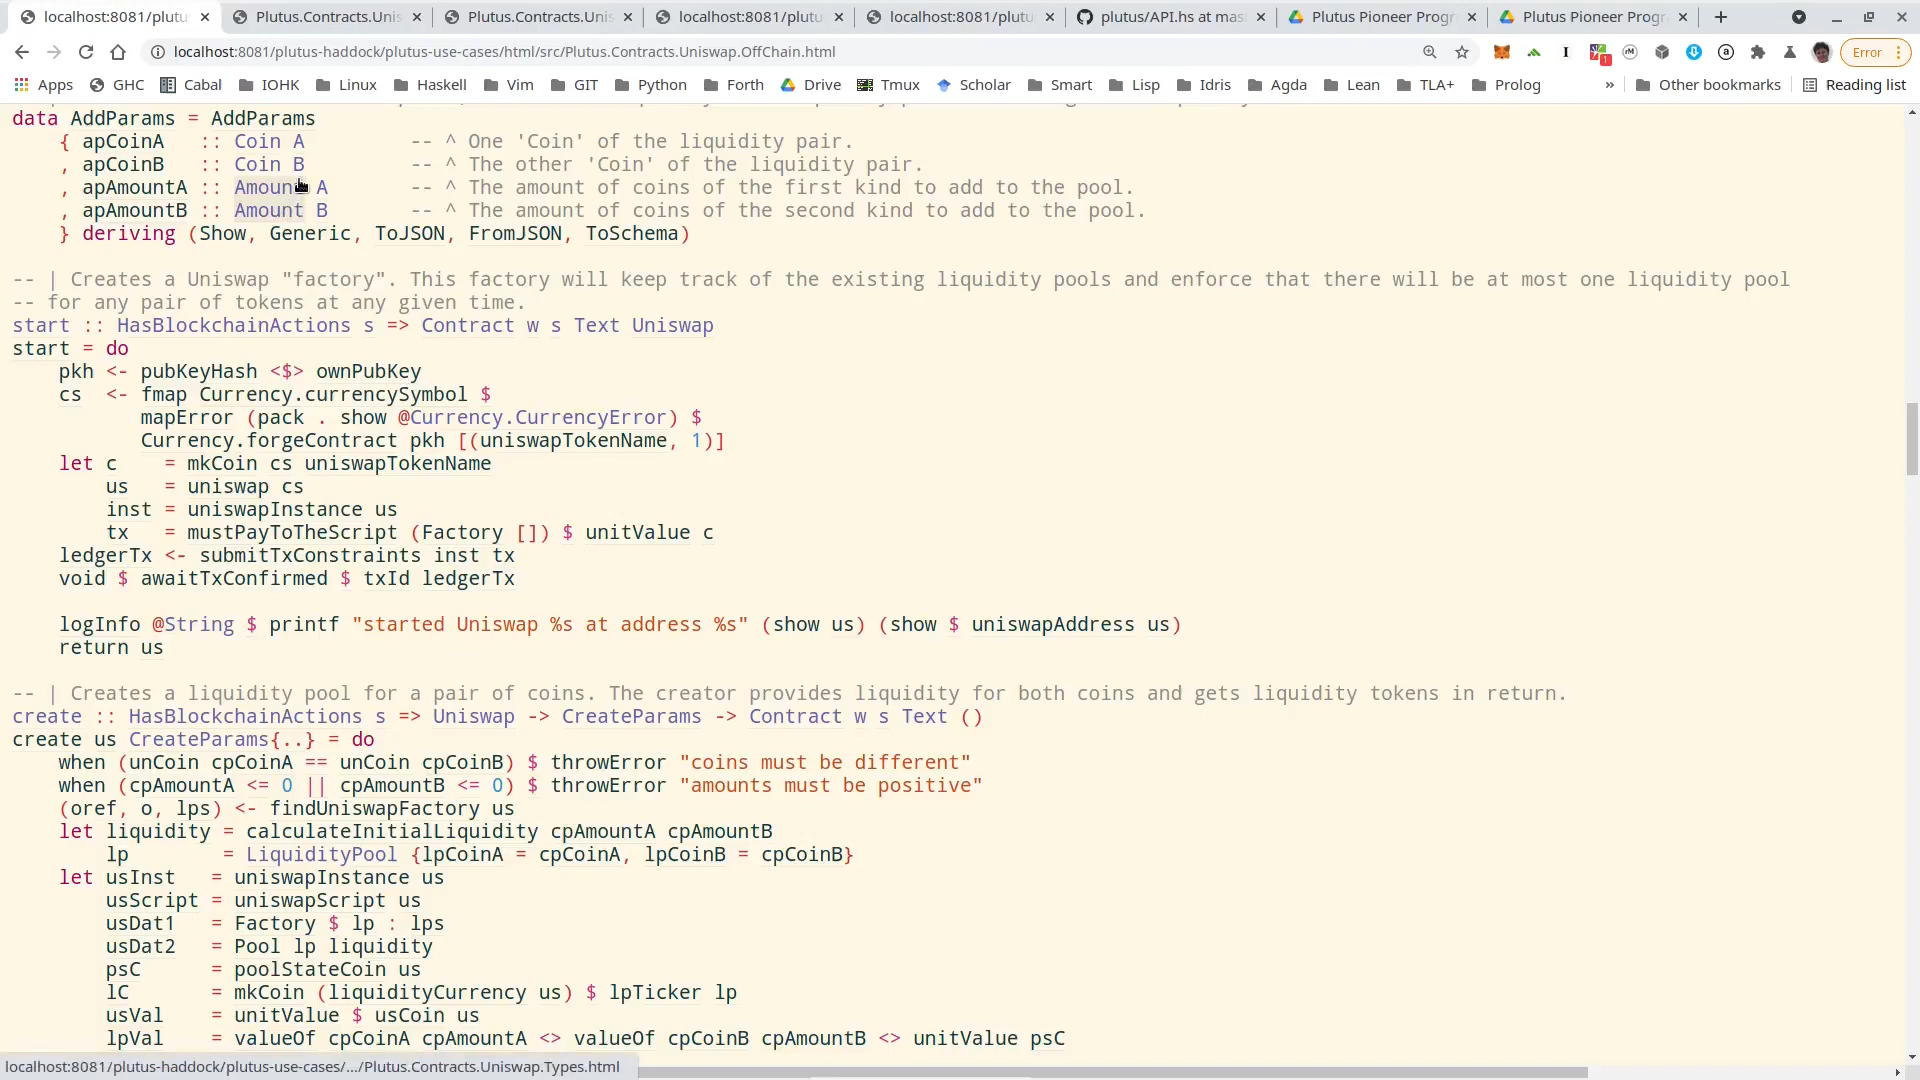 localhost:8081/plutus
Plutus.Contracts.Unis
Plutus.Contracts.Unis
localhost:8081/plutu
localhost:8081/plutu
plutus/API.hs at mas
Plutus Pioneer Progr
Plutus Pioneer Progr
localhost:8081/plutus-haddock/plutus-use-cases/html/src/Plutus.Contracts.Uniswap.OffChain.html
Error
Apps GHC Cabal IOHK Linux Haskell Vim GIT Python Forth Drive Tmux Scholar Smart Lisp Idris Agda Lean TLA+ Prolog » Other bookmarks Reading list
data AddParams = AddParams
    { apCoinA   :: Coin A         -- ^ One 'Coin' of the liquidity pair.
    , apCoinB   :: Coin B         -- ^ The other 'Coin' of the liquidity pair.
    , apAmountA :: Amount A       -- ^ The amount of coins of the first kind to add to the pool.
    , apAmountB :: Amount B       -- ^ The amount of coins of the second kind to add to the pool.
    } deriving (Show, Generic, ToJSON, FromJSON, ToSchema)
-- | Creates a Uniswap "factory". This factory will keep track of the existing liquidity pools and enforce that there will be at most one liquidity pool
-- for any pair of tokens at any given time.
start :: HasBlockchainActions s => Contract w s Text Uniswap
start = do
    pkh <- pubKeyHash <$> ownPubKey
    cs  <- fmap Currency.currencySymbol $
           mapError (pack . show @Currency.CurrencyError) $
           Currency.forgeContract pkh [(uniswapTokenName, 1)]
    let c    = mkCoin cs uniswapTokenName
        us   = uniswap cs
        inst = uniswapInstance us
        tx   = mustPayToTheScript (Factory []) $ unitValue c
    ledgerTx <- submitTxConstraints inst tx
    void $ awaitTxConfirmed $ txId ledgerTx
    logInfo @String $ printf "started Uniswap %s at address %s" (show us) (show $ uniswapAddress us)
    return us
-- | Creates a liquidity pool for a pair of coins. The creator provides liquidity for both coins and gets liquidity tokens in return.
create :: HasBlockchainActions s => Uniswap -> CreateParams -> Contract w s Text ()
create us CreateParams{..} = do
    when (unCoin cpCoinA == unCoin cpCoinB) $ throwError "coins must be different"
    when (cpAmountA <= 0 || cpAmountB <= 0) $ throwError "amounts must be positive"
    (oref, o, lps) <- findUniswapFactory us
    let liquidity = calculateInitialLiquidity cpAmountA cpAmountB
        lp        = LiquidityPool {lpCoinA = cpCoinA, lpCoinB = cpCoinB}
    let usInst   = uniswapInstance us
        usScript = uniswapScript us
        usDat1   = Factory $ lp : lps
        usDat2   = Pool lp liquidity
        psC      = poolStateCoin us
        lC       = mkCoin (liquidityCurrency us) $ lpTicker lp
        usVal    = unitValue $ usCoin us
        lpVal    = valueOf cpCoinA cpAmountA <> valueOf cpCoinB cpAmountB <> unitValue psC
localhost:8081/plutus-haddock/plutus-use-cases/.../Plutus.Contracts.Uniswap.Types.html